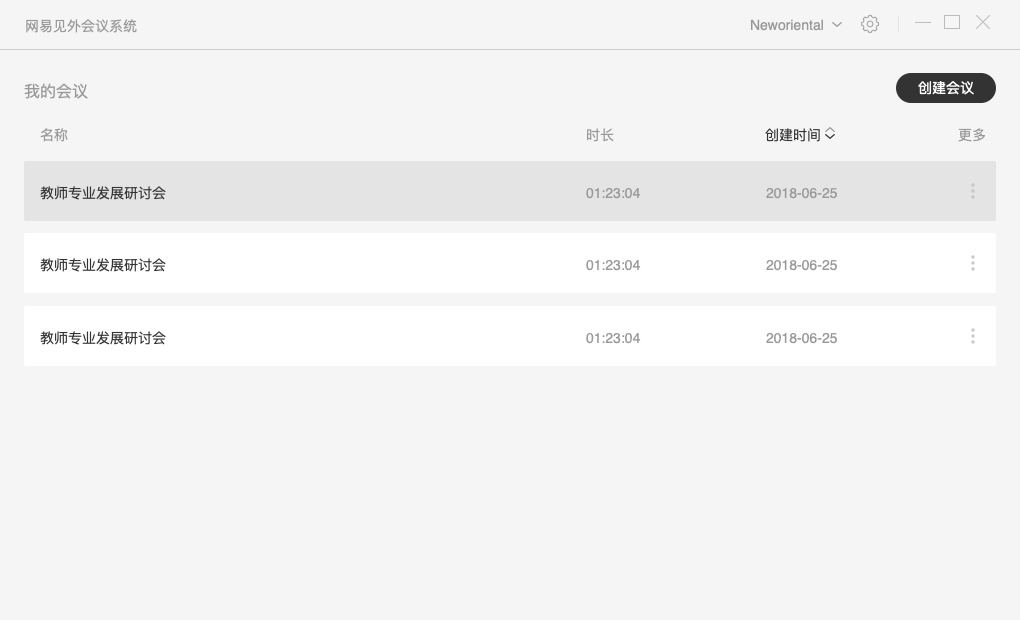 网易见外会议系统 Neworiental
我的会议 创建会议
名称 时长 创建时间 更多
教师专业发展研讨会 01:23:04 2018-06-25
教师专业发展研讨会 01:23:04 2018-06-25
教师专业发展研讨会 01:23:04 2018-06-25